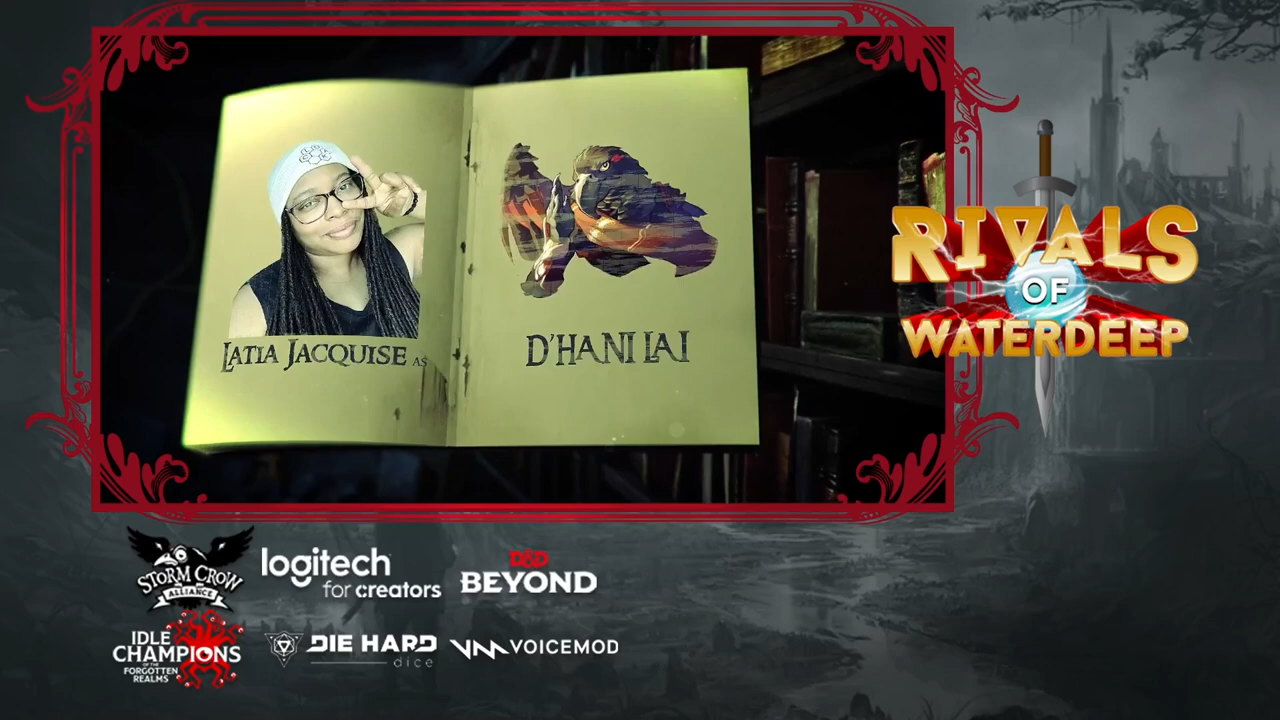 LATIA JACQUISE AS
D'HANI LAI
RIVALS
OF
WATERDEEP
STORM CROW
ALLIANCE
logitech
for creators
D&D
BEYOND
IDLE
CHAMPIONS
OF THE
FORGOTTEN
REALMS
DIE HARD
dice
VOICEMOD